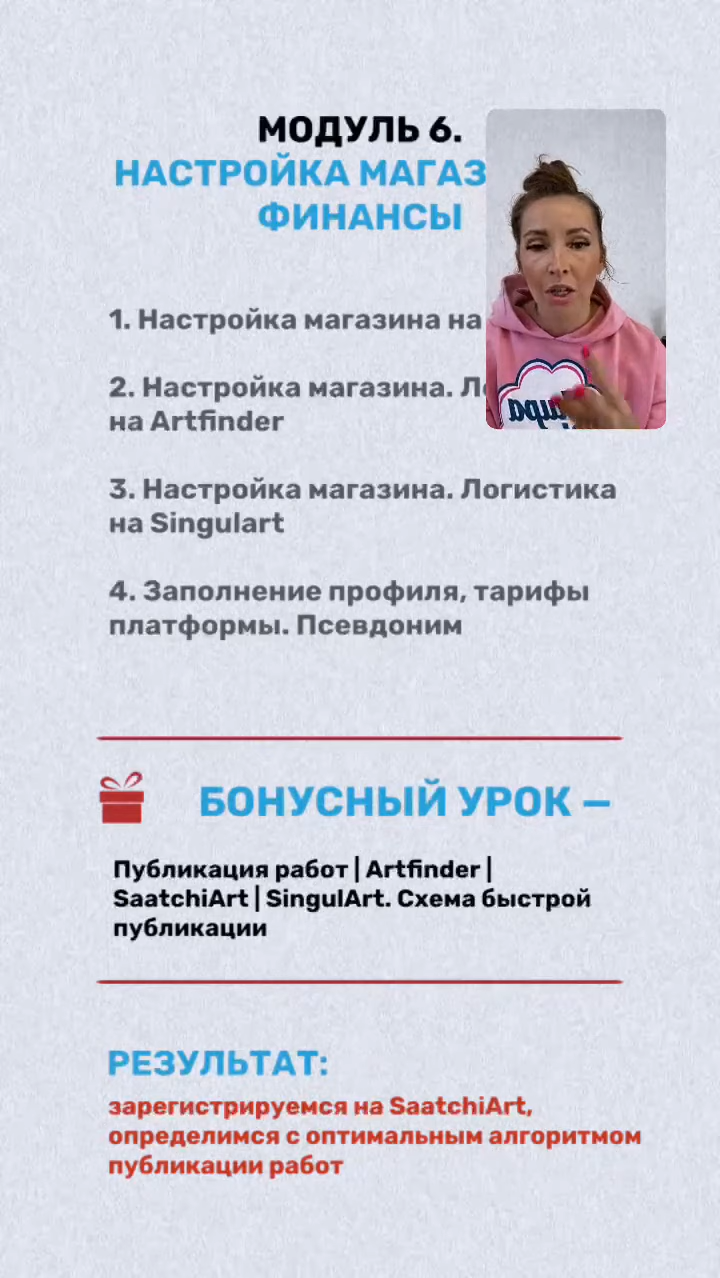 МОДУЛЬ 6.
НАСТРОЙКА
ФИНАНСЫ
1. Настройка магазина на
2. Настройка магазина.
на Artfinder
3. Настройка магазина. Логистика
на Singulart
4. Заполнение профиля, тарифы
платформы. Псевдоним
БОНУСНЫЙ УРОК —
Публикация работ | Artfinder |
SaatchiArt | SingulArt. Схема быстрой
публикации
РЕЗУЛЬТАТ:
зарегистрируемся на SaatchiArt,
определимся с оптимальным алгоритмом
публикации работ